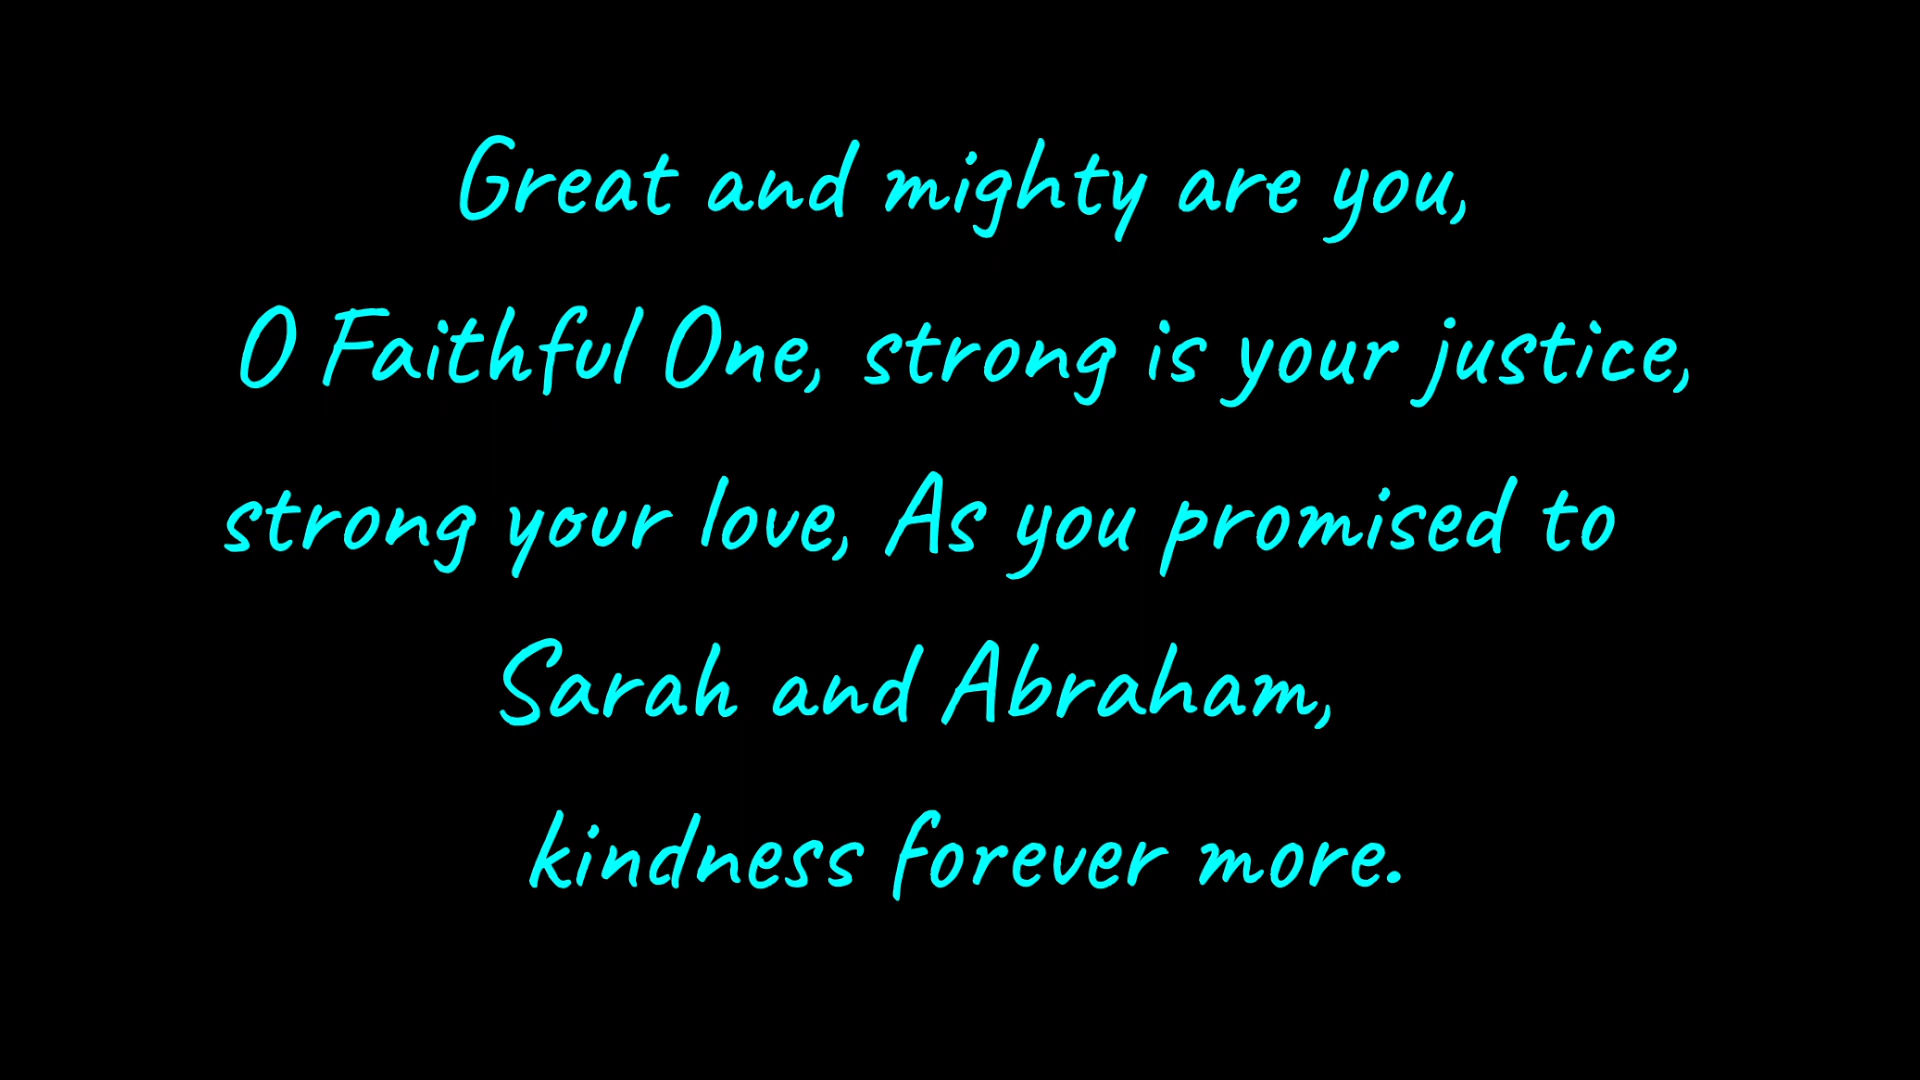 Great and mighty are you,
O Faithful One, strong is your justice,
strong your love, As you promised to
Sarah and Abraham,
kindness forever more.